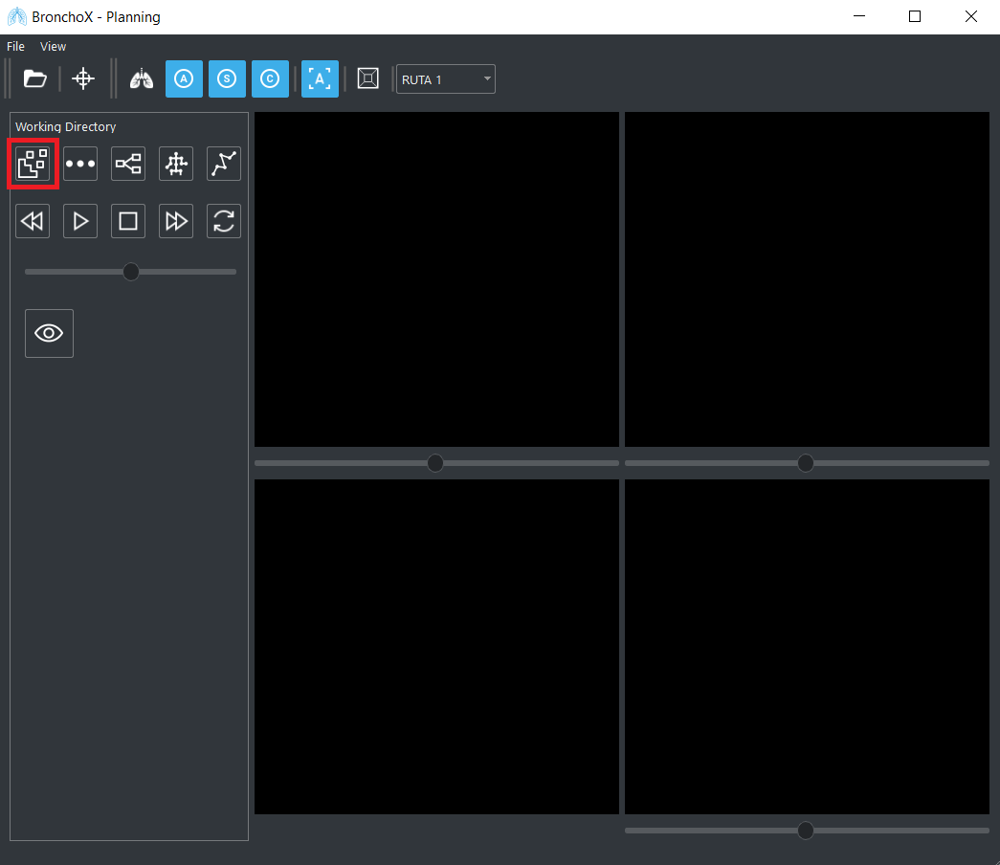 BronchoX - Planning
File View
A S C A RUTA 1
Working Directory